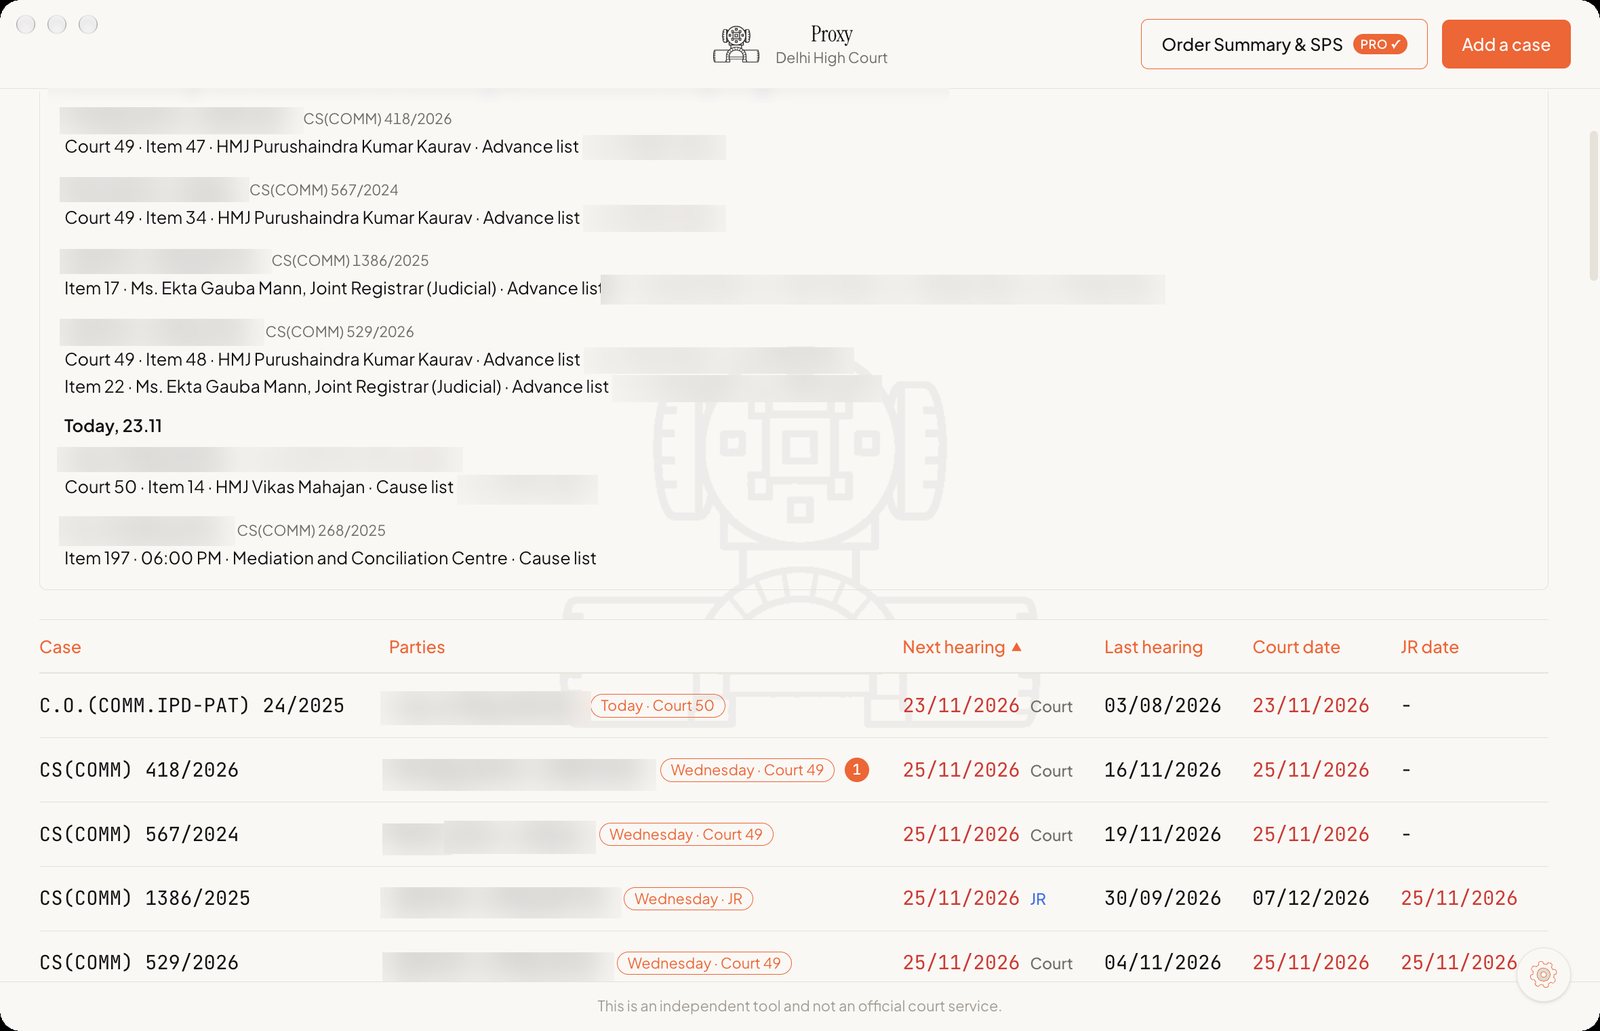 Proxy
Delhi High Court
Order Summary & SPS PRO ✓
Add a case
CS(COMM) 418/2026
Court 49 · Item 47 · HMJ Purushaindra Kumar Kaurav · Advance list
CS(COMM) 567/2024
Court 49 · Item 34 · HMJ Purushaindra Kumar Kaurav · Advance list
CS(COMM) 1386/2025
Item 17 · Ms. Ekta Gauba Mann, Joint Registrar (Judicial) · Advance list
CS(COMM) 529/2026
Court 49 · Item 48 · HMJ Purushaindra Kumar Kaurav · Advance list
Item 22 · Ms. Ekta Gauba Mann, Joint Registrar (Judicial) · Advance list
Today, 23.11
Court 50 · Item 14 · HMJ Vikas Mahajan · Cause list
CS(COMM) 268/2025
Item 197 · 06:00 PM · Mediation and Conciliation Centre · Cause list
Case Parties Next hearing ▲ Last hearing Court date JR date
C.O.(COMM.IPD-PAT) 24/2025 Today · Court 50 23/11/2026 Court 03/08/2026 23/11/2026 -
CS(COMM) 418/2026 Wednesday · Court 49 1 25/11/2026 Court 16/11/2026 25/11/2026 -
CS(COMM) 567/2024 Wednesday · Court 49 25/11/2026 Court 19/11/2026 25/11/2026 -
CS(COMM) 1386/2025 Wednesday · JR 25/11/2026 JR 30/09/2026 07/12/2026 25/11/2026
CS(COMM) 529/2026 Wednesday · Court 49 25/11/2026 Court 04/11/2026 25/11/2026 25/11/2026
This is an independent tool and not an official court service.